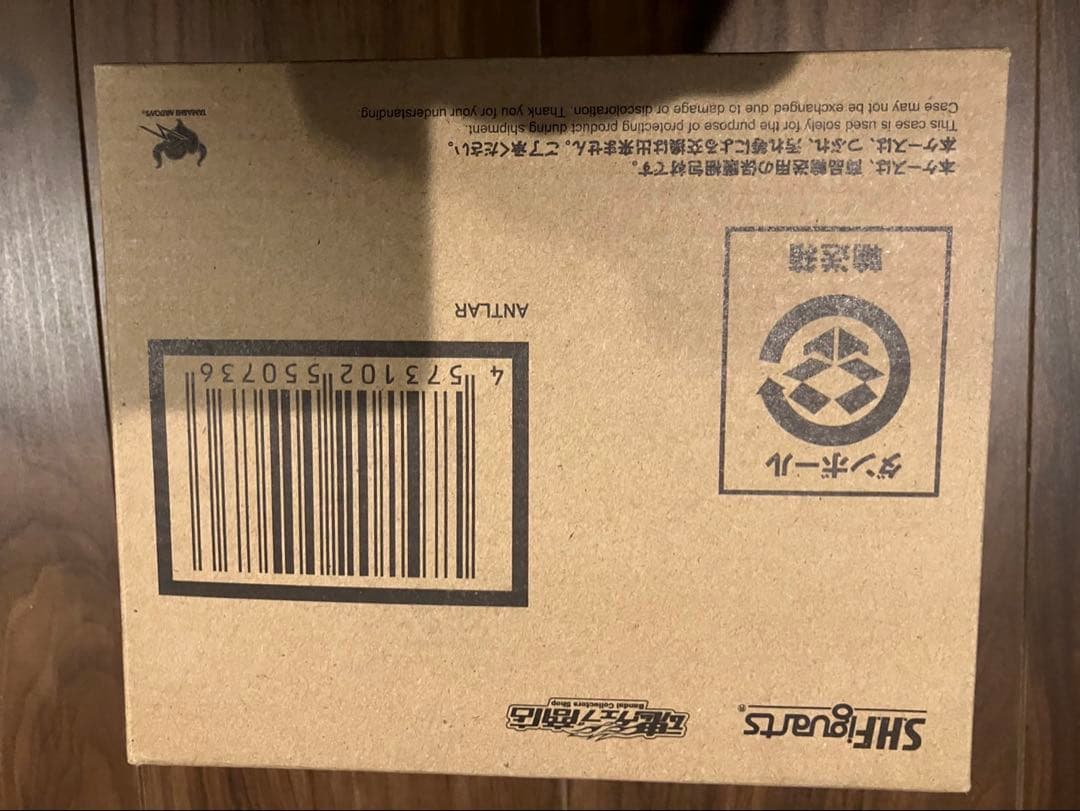 S.H.Figuarts®
魂ウェブ商店
Bandai Collectors Shop
4 573102 550736
ANTLAR
ダンボール
輸送箱
本ケースは、商品輸送用の保護梱包材です。
本ケースは、つぶれ、汚れ等による交換は出来ません。ご了承ください。
This case is used solely for the purpose of protecting product during shipment.
Case may not be exchanged due to damage or discoloration. Thank you for your understanding
TAMASHII NATIONS®